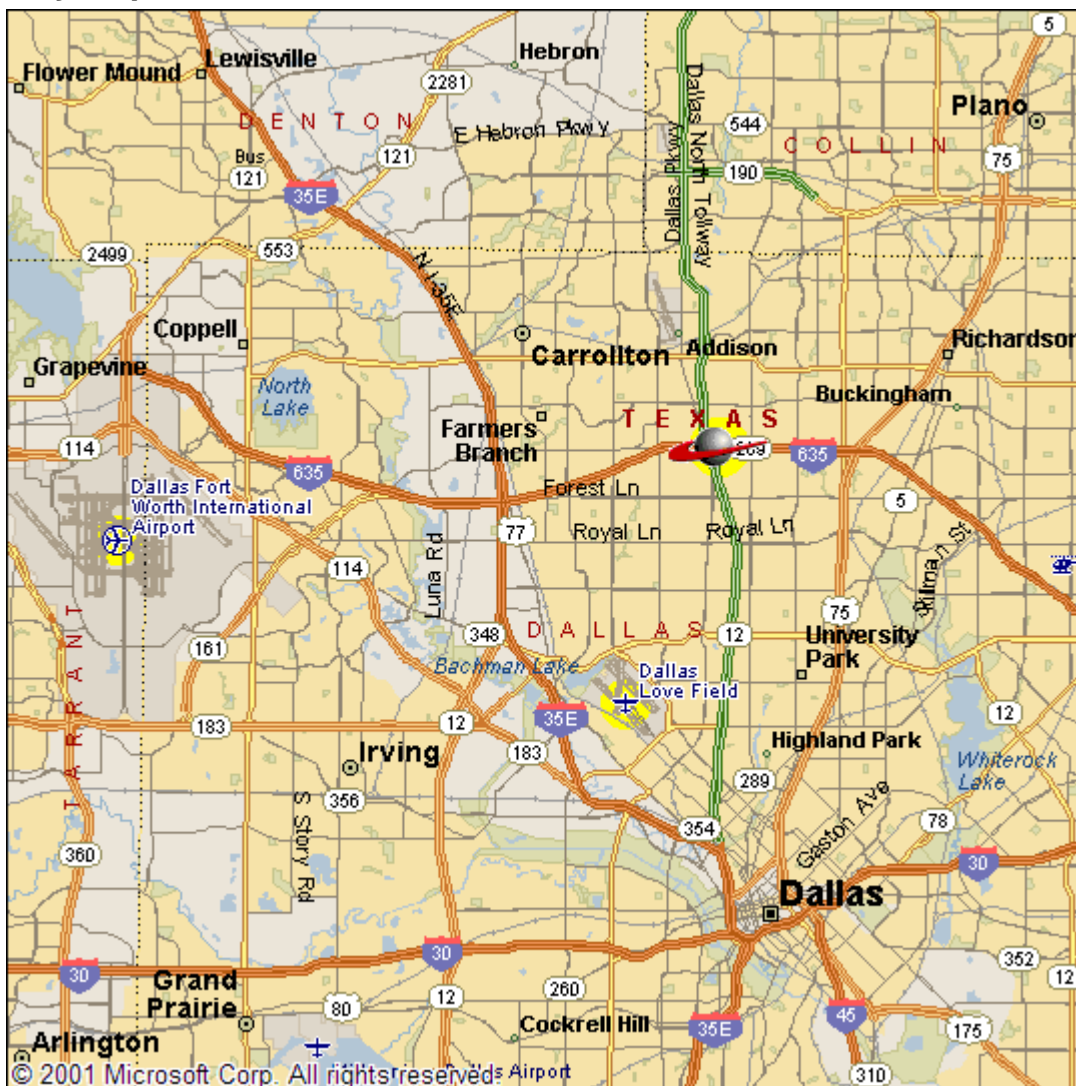 5
Hebron
Lewisville
Flower Mound
2281
Plano
D E N T O N
544
E Hebron Pkwy
C O L L I N
Dallas North Tollway
Dallas Pkwy
121
Bus
121
190
75
35E
2499
553
N I-35E
Coppell
Carrollton
Addison
Richardson
Grapevine
North
Lake
Buckingham
T E X A S
Farmers
Branch
114
635
289
635
Dallas Fort
Worth International
Airport
Forest Ln
5
Royal Ln
Royal Ln
77
Luna Rd
114
75
161
348
D A L L A S
12
University
Park
Bachman Lake
Dallas
Love Field
T A R R A N T
183
12
35E
12
183
Highland Park
Irving
289
Whiterock
Lake
356
S Story Rd
354
Gaston Ave
78
360
30
Dallas
30
30
352
12
Grand
Prairie
12
260
80
Cockrell Hill
35E
45
175
Arlington
310
© 2001 Microsoft Corp. All rights reserved.
Airport